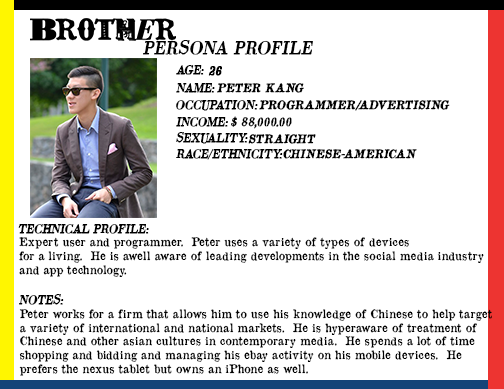 BROTHER
PERSONA PROFILE
AGE: 26
NAME: PETER KANG
OCCUPATION: PROGRAMMER/ADVERTISING
INCOME: $ 88,000.00
SEXUALITY: STRAIGHT
RACE/ETHNICITY: CHINESE-AMERICAN
TECHNICAL PROFILE:
Expert user and programmer. Peter uses a variety of types of devices
for a living. He is awell aware of leading developments in the social media industry
and app technology.
NOTES:
Peter works for a firm that allows him to use his knowledge of Chinese to help target
a variety of international and national markets. He is hyperaware of treatment of
Chinese and other asian cultures in contemporary media. He spends a lot of time
shopping and bidding and managing his ebay activity on his mobile devices. He
prefers the nexus tablet but owns an iPhone as well.